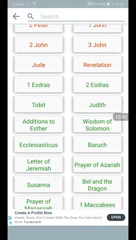 Search
2 Peter
1 John
2 John
3 John
Jude
Revelation
1 Esdras
2 Esdras
Tobit
Judith
Additions to
Esther
Wisdom of
Solomon
Ecclesiasticus
Baruch
Letter of
Jeremiah
Prayer of Azariah
Susanna
Bel and the
Dragon
Prayer of
1 Maccabees
Create A Profile Now
OPEN